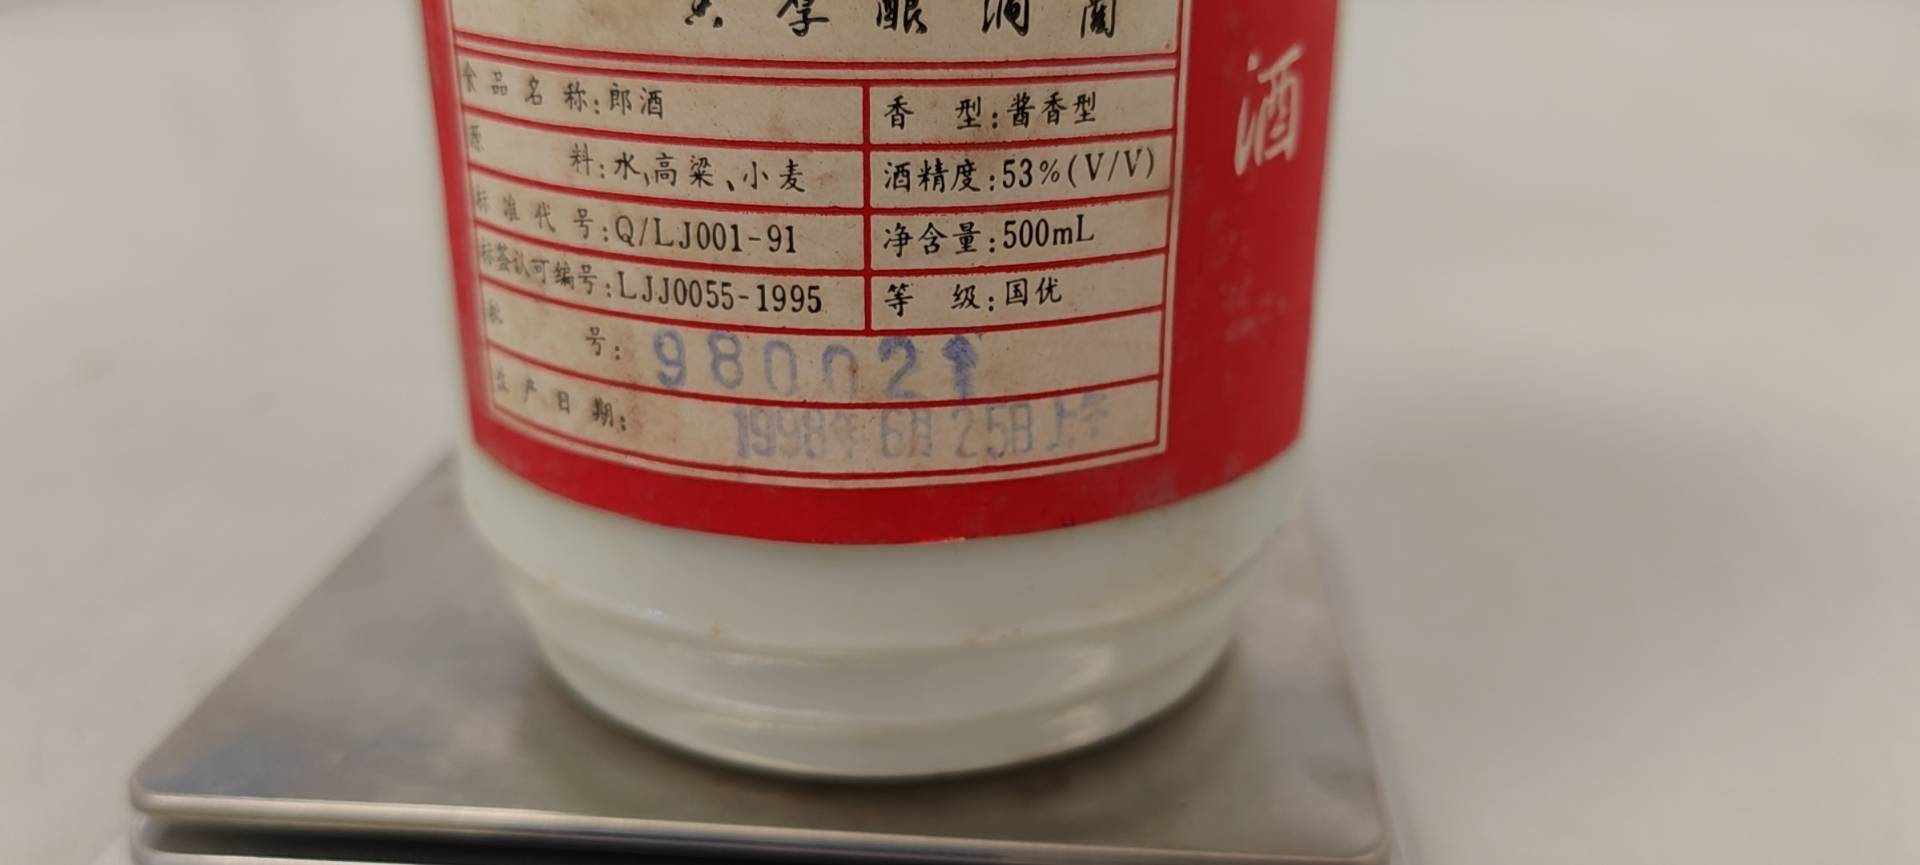 食品名称:郎酒
香 型:酱香型
原 料:水,高粱、小麦
酒精度:53%(V/V)
标准代号:Q/LJ001-91
净含量:500mL
标签认可编号:LJJ0055-1995
等 级:国优
批 号:980021
生产日期:1998年6月25日上午
酒